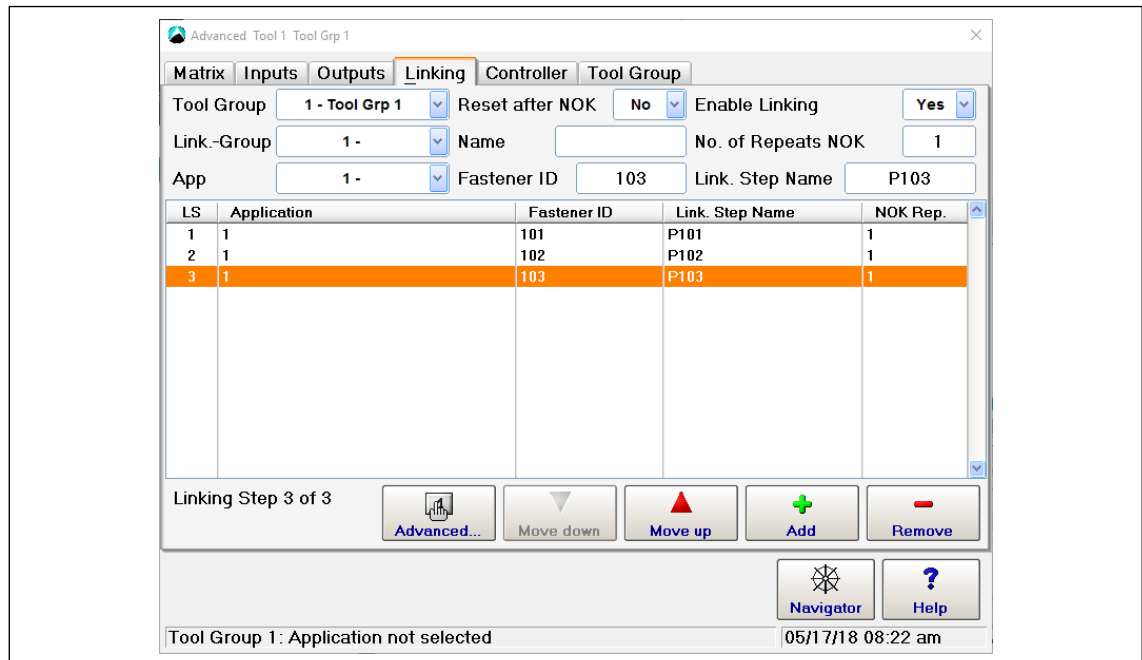 Advanced Tool 1 Tool Grp 1
Matrix Inputs Outputs Linking Controller Tool Group
Tool Group 1 - Tool Grp 1 Reset after NOK No Enable Linking Yes
Link.-Group 1 - Name No. of Repeats NOK 1
App 1 - Fastener ID 103 Link. Step Name P103
LS Application Fastener ID Link. Step Name NOK Rep.
1 1 101 P101 1
2 1 102 P102 1
3 1 103 P103 1
Linking Step 3 of 3
Advanced... Move down Move up Add Remove
Navigator Help
Tool Group 1: Application not selected 05/17/18 08:22 am